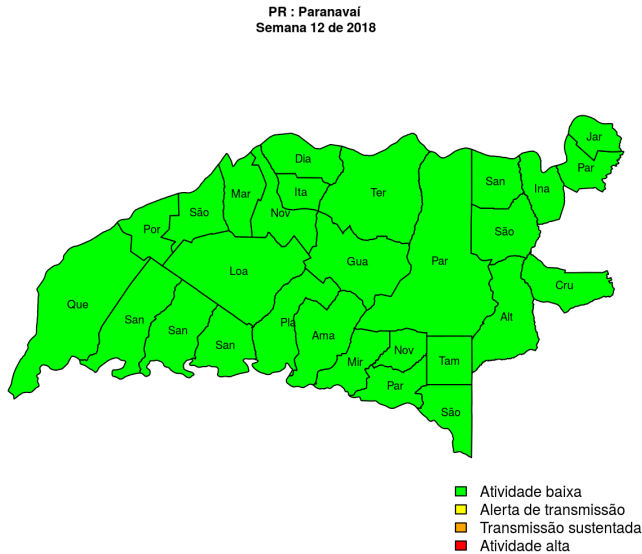 PR : Paranavaí
Semana 12 de 2018
Jar
Par
Dia
Ita
Mar
Ter
San
Ina
São
Nov
Por
São
Loa
Gua
Par
Cru
Que
San
San
San
Pla
Ama
Alt
Mir
Nov
Tam
Par
São
Atividade baixa
Alerta de transmissão
Transmissão sustentada
Atividade alta